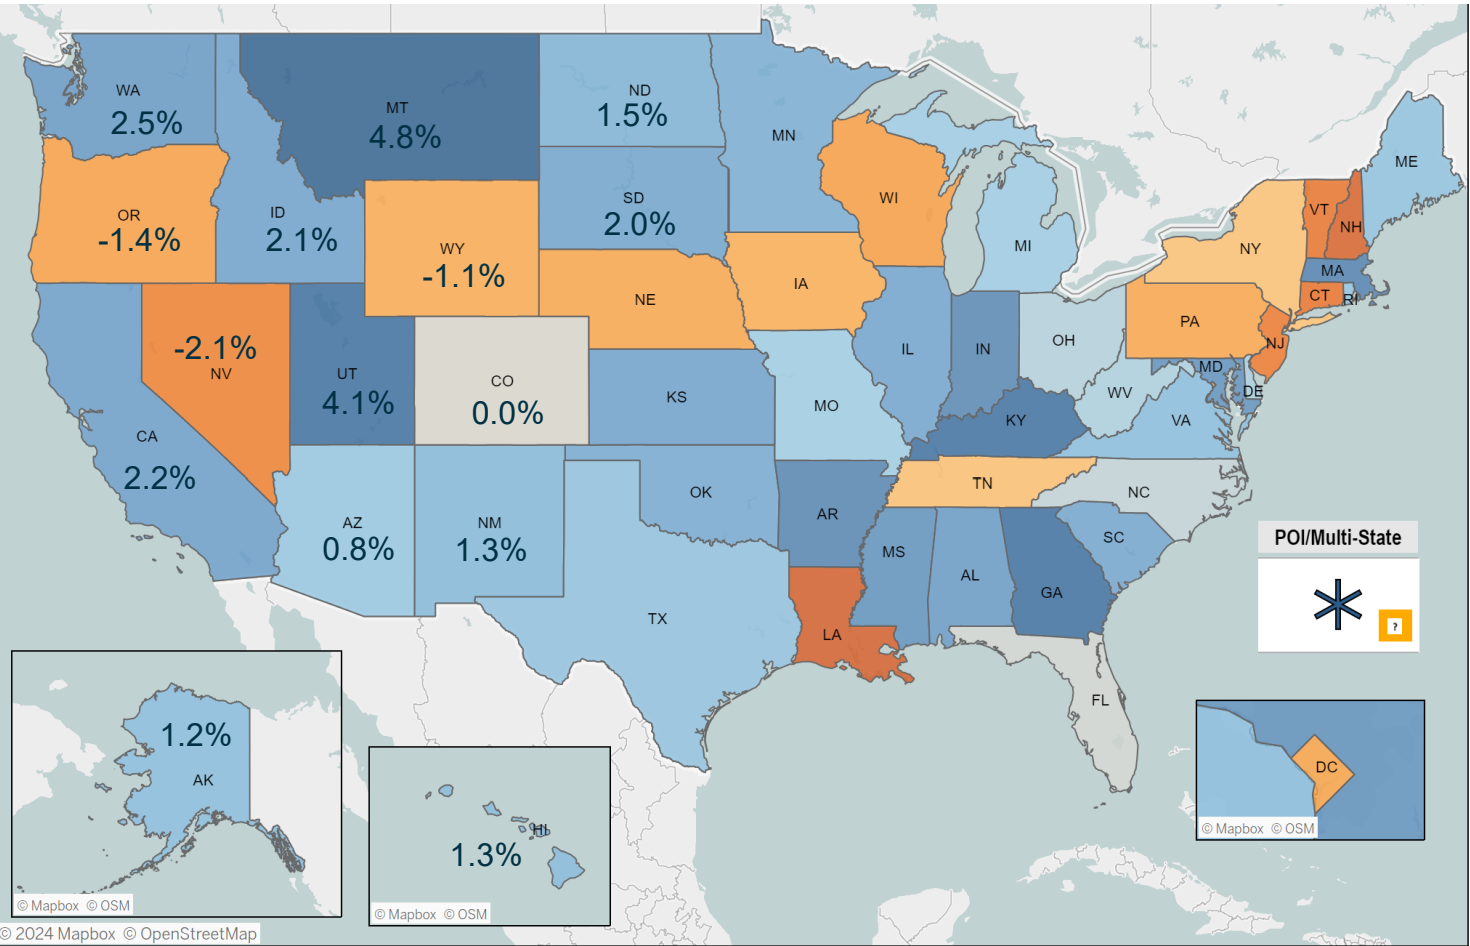 WA
2.5%
MT
4.8%
ND
1.5%
MN
ME
OR
-1.4%
ID
2.1%
WY
-1.1%
SD
2.0%
WI
MI
NY
VT
NH
MA
CT
RI
NE
IA
PA
NJ
-2.1%
NV
UT
4.1%
CO
0.0%
KS
MO
IL
IN
OH
WV
MD
DE
VA
KY
CA
2.2%
AZ
0.8%
NM
1.3%
OK
AR
TN
NC
SC
MS
AL
GA
TX
LA
FL
POI/Multi-State
?
1.2%
AK
© Mapbox © OSM
HI
1.3%
© Mapbox © OSM
DC
© Mapbox © OSM
© 2024 Mapbox © OpenStreetMap